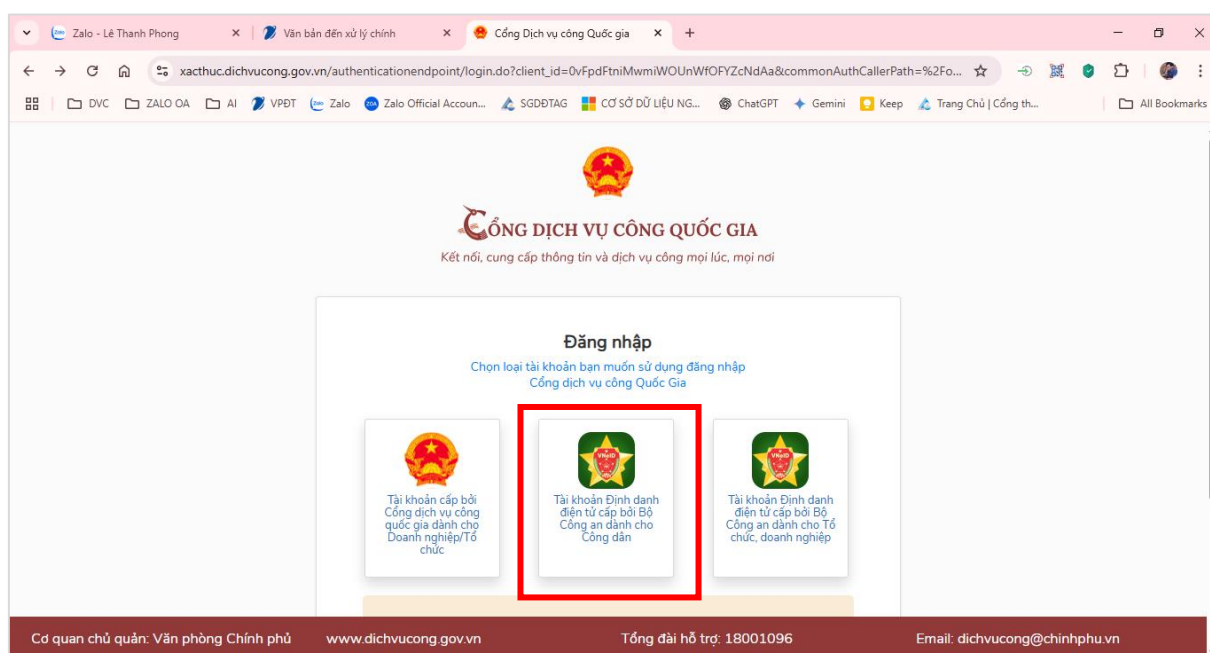 Zalo - Lê Thanh Phong
Văn bản đến xử lý chính
Cổng Dịch vụ công Quốc gia
xacthuc.dichvucong.gov.vn/authenticationendpoint/login.do?client_id=0vFpdFtniMwmiWOUnWfOFYZcNdAa&commonAuthCallerPath=%2Fo...
DVC ZALO OA AI VPĐT Zalo Zalo Official Accoun... SGDĐTAG CƠ SỞ DỮ LIỆU NG... ChatGPT Gemini Keep Trang Chủ | Cổng th... All Bookmarks
CỔNG DỊCH VỤ CÔNG QUỐC GIA
Kết nối, cung cấp thông tin và dịch vụ công mọi lúc, mọi nơi
Đăng nhập
Chọn loại tài khoản bạn muốn sử dụng đăng nhập
Cổng dịch vụ công Quốc Gia
Tài khoản cấp bởi
Cổng dịch vụ công
quốc gia dành cho
Doanh nghiệp/Tổ
chức
VNeID
Tài khoản Định danh
điện tử cấp bởi Bộ
Công an dành cho
Công dân
VNeID
Tài khoản Định danh
điện tử cấp bởi Bộ
Công an dành cho Tổ
chức, doanh nghiệp
Cơ quan chủ quản: Văn phòng Chính phủ www.dichvucong.gov.vn Tổng đài hỗ trợ: 18001096 Email: dichvucong@chinhphu.vn